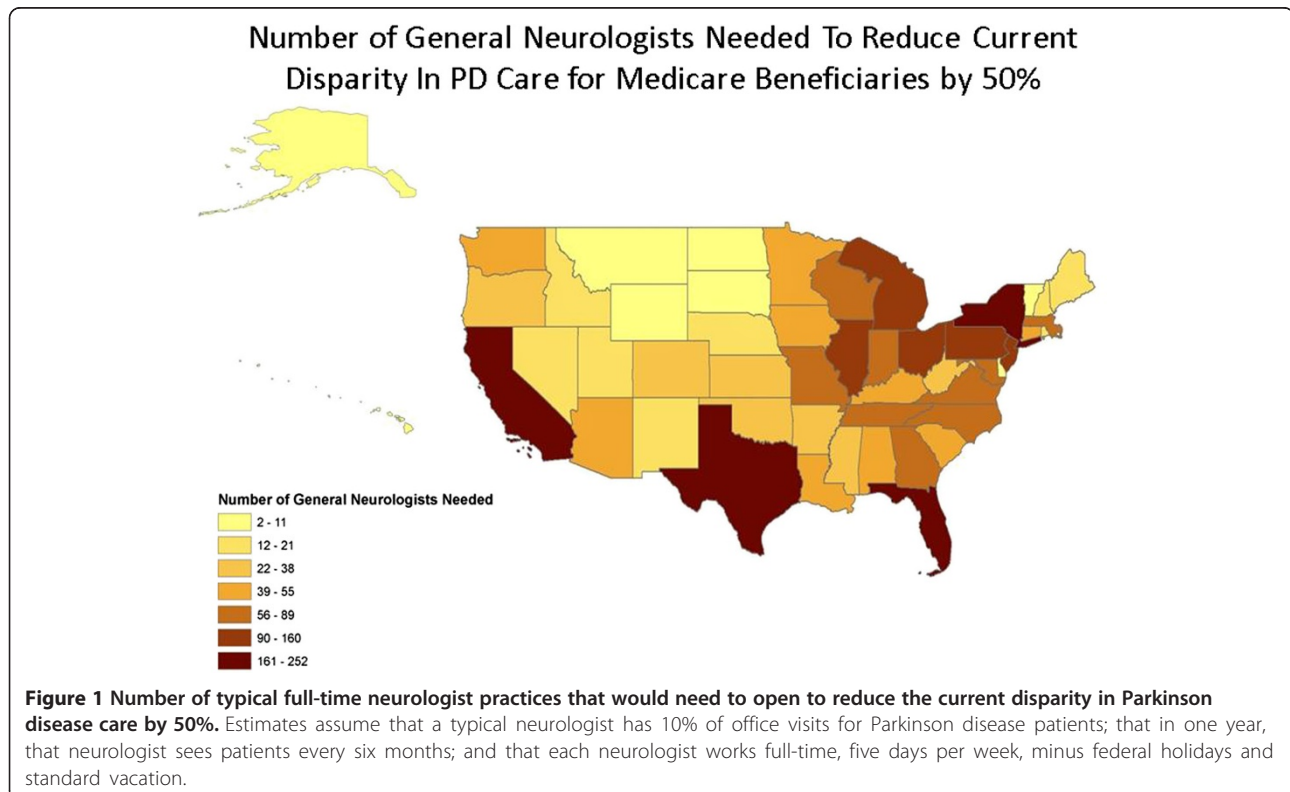 Number of General Neurologists Needed To Reduce Current
Disparity In PD Care for Medicare Beneficiaries by 50%
Number of General Neurologists Needed
2 - 11
12 - 21
22 - 38
39 - 55
56 - 89
90 - 160
161 - 252
Figure 1 Number of typical full-time neurologist practices that would need to open to reduce the current disparity in Parkinson
disease care by 50%. Estimates assume that a typical neurologist has 10% of office visits for Parkinson disease patients; that in one year,
that neurologist sees patients every six months; and that each neurologist works full-time, five days per week, minus federal holidays and
standard vacation.